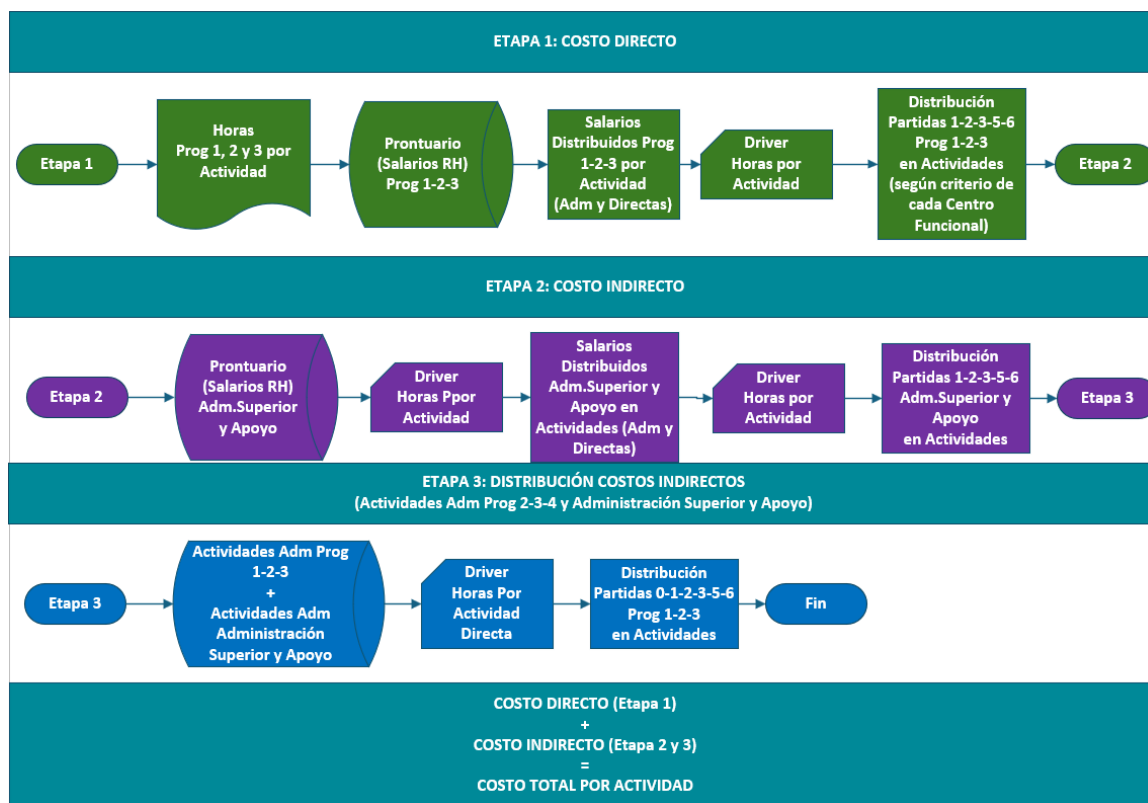 ETAPA 1: COSTO DIRECTO
Etapa 1
Horas
Prog 1, 2 y 3 por
Actividad
Prontuario
(Salarios RH)
Prog 1-2-3
Salarios
Distribuidos Prog
1-2-3 por
Actividad
(Adm y Directas)
Driver
Horas por
Actividad
Distribución
Partidas 1-2-3-5-6
Prog 1-2-3
en Actividades
(según criterio de
cada Centro
Funcional)
Etapa 2
ETAPA 2: COSTO INDIRECTO
Etapa 2
Prontuario
(Salarios RH)
Adm.Superior
y Apoyo
Driver
Horas Ppor
Actividad
Salarios
Distribuidos
Adm.Superior y
Apoyo en
Actividades (Adm y
Directas)
Driver
Horas por
Actividad
Distribución
Partidas 1-2-3-5-6
Adm.Superior y
Apoyo
en Actividades
Etapa 3
ETAPA 3: DISTRIBUCIÓN COSTOS INDIRECTOS
(Actividades Adm Prog 2-3-4 y Administración Superior y Apoyo)
Etapa 3
Actividades Adm Prog
1-2-3
+
Actividades Adm
Administración
Superior y Apoyo
Driver
Horas Por
Actividad
Directa
Distribución
Partidas 0-1-2-3-5-6
Prog 1-2-3
en Actividades
Fin
COSTO DIRECTO (Etapa 1)
+
COSTO INDIRECTO (Etapa 2 y 3)
=
COSTO TOTAL POR ACTIVIDAD